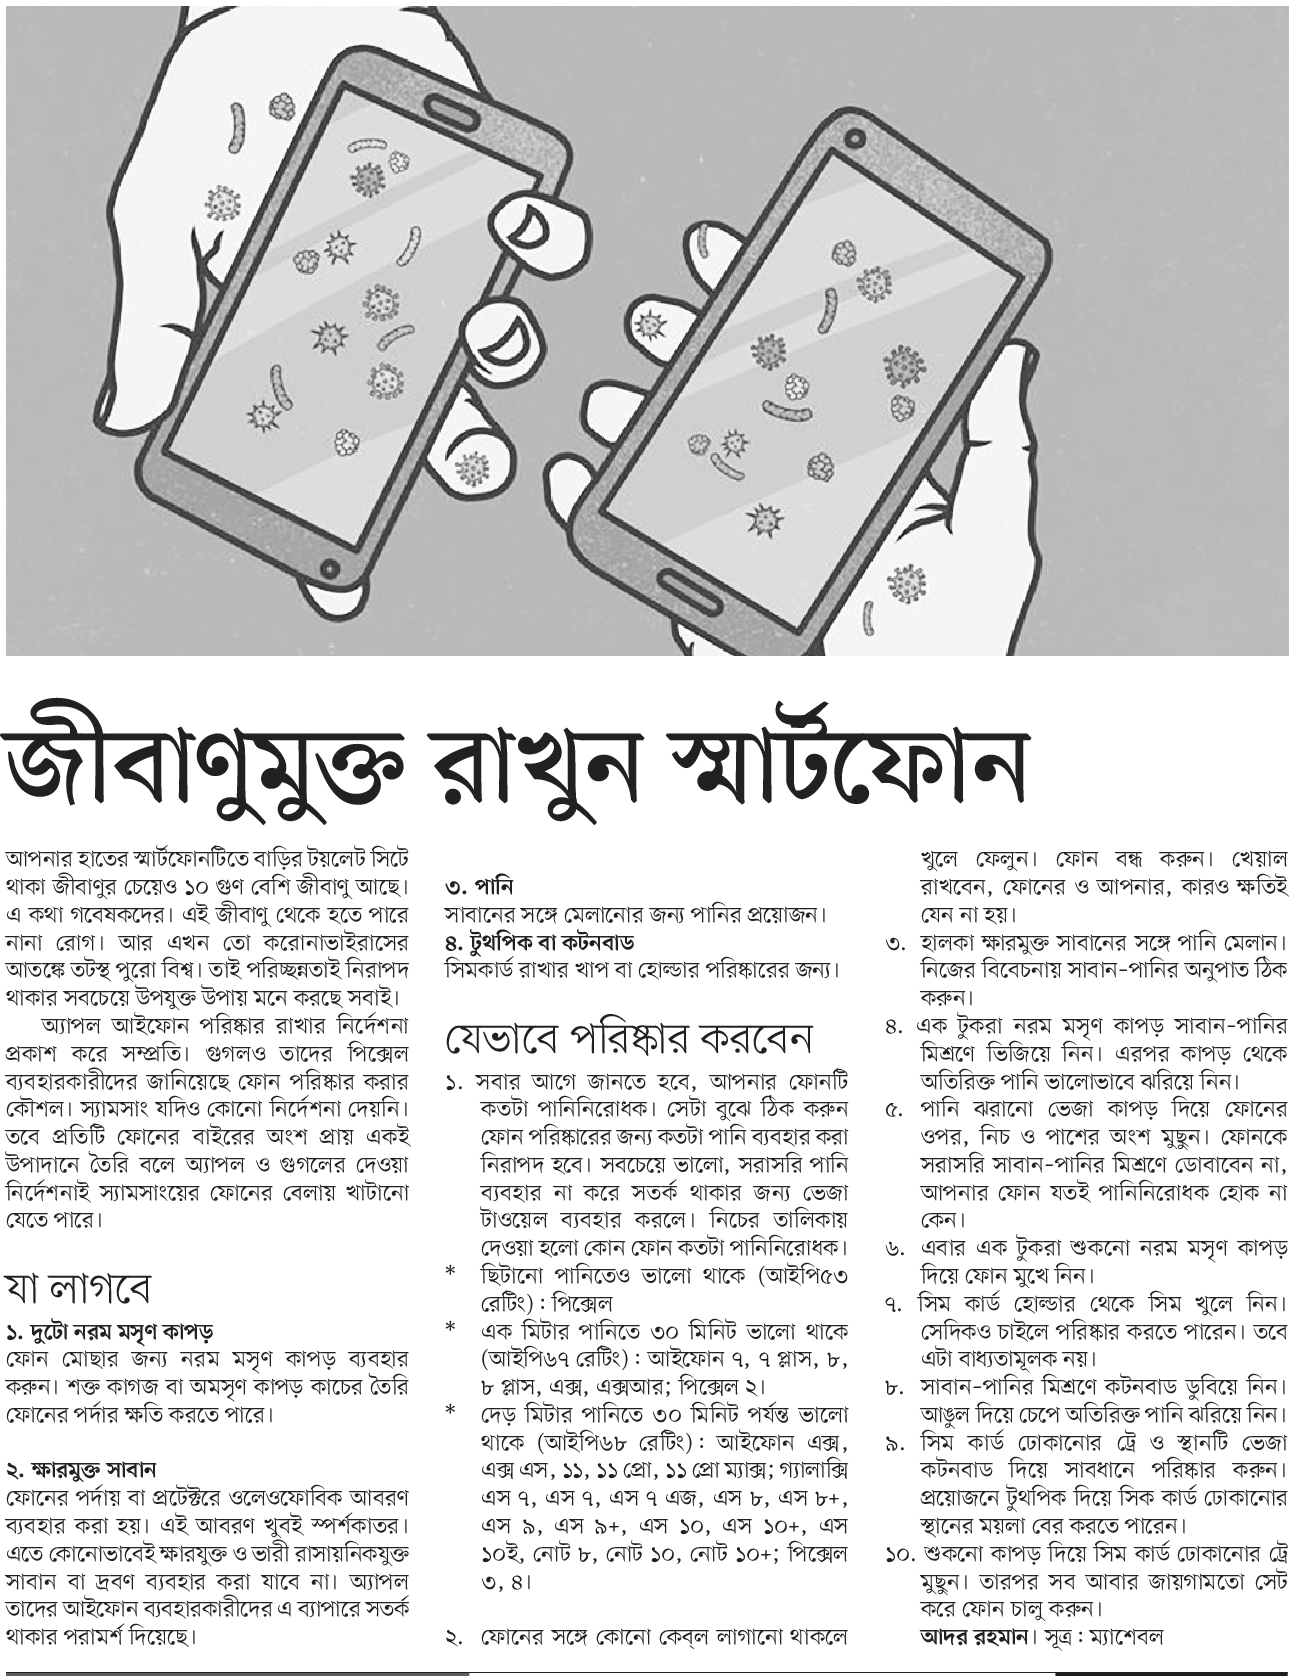 জীবাণুমুক্ত রাখুন স্মার্টফোন
আপনার হাতের স্মার্টফোনটিতে বাড়ির টয়লেট সিটে
থাকা জীবাণুর চেয়েও ১০ গুণ বেশি জীবাণু আছে।
এ কথা গবেষকদের। এই জীবাণু থেকে হতে পারে
নানা রোগ। আর এখন তো করোনাভাইরাসের
আতঙ্কে তটস্থ পুরো বিশ্ব। তাই পরিচ্ছন্নতাই নিরাপদ
থাকার সবচেয়ে উপযুক্ত উপায় মনে করছে সবাই।
অ্যাপল আইফোন পরিষ্কার রাখার নির্দেশনা
প্রকাশ করে সম্প্রতি। গুগলও তাদের পিক্সেল
ব্যবহারকারীদের জানিয়েছে ফোন পরিষ্কার করার
কৌশল। স্যামসাং যদিও কোনো নির্দেশনা দেয়নি।
তবে প্রতিটি ফোনের বাইরের অংশ প্রায় একই
উপাদানে তৈরি বলে অ্যাপল ও গুগলের দেওয়া
নির্দেশনাই স্যামসাংয়ের ফোনের বেলায় খাটানো
যেতে পারে।
যা লাগবে
১. দুটো নরম মসৃণ কাপড়
ফোন মোছার জন্য নরম মসৃণ কাপড় ব্যবহার
করুন। শক্ত কাগজ বা অমসৃণ কাপড় কাচের তৈরি
ফোনের পর্দার ক্ষতি করতে পারে।
২. ক্ষারমুক্ত সাবান
ফোনের পর্দায় বা প্রটেক্টরে ওলেওফোবিক আবরণ
ব্যবহার করা হয়। এই আবরণ খুবই স্পর্শকাতর।
এতে কোনোভাবেই ক্ষারযুক্ত ও ভারী রাসায়নিকযুক্ত
সাবান বা দ্রবণ ব্যবহার করা যাবে না। অ্যাপল
তাদের আইফোন ব্যবহারকারীদের এ ব্যাপারে সতর্ক
থাকার পরামর্শ দিয়েছে।
৩. পানি
সাবানের সঙ্গে মেলানোর জন্য পানির প্রয়োজন।
৪. টুথপিক বা কটনবাড
সিমকার্ড রাখার খাপ বা হোল্ডার পরিষ্কারের জন্য।
যেভাবে পরিষ্কার করবেন
১. সবার আগে জানতে হবে, আপনার ফোনটি
কতটা পানিনিরোধক। সেটা বুঝে ঠিক করুন
ফোন পরিষ্কারের জন্য কতটা পানি ব্যবহার করা
নিরাপদ হবে। সবচেয়ে ভালো, সরাসরি পানি
ব্যবহার না করে সতর্ক থাকার জন্য ভেজা
টাওয়েল ব্যবহার করলে। নিচের তালিকায়
দেওয়া হলো কোন ফোন কতটা পানিনিরোধক।
* ছিটানো পানিতেও ভালো থাকে (আইপি৫৩
রেটিং) : পিক্সেল
* এক মিটার পানিতে ৩০ মিনিট ভালো থাকে
(আইপি৬৭ রেটিং) : আইফোন ৭, ৭ প্লাস, ৮,
৮ প্লাস, এক্স, এক্সআর; পিক্সেল ২।
* দেড় মিটার পানিতে ৩০ মিনিট পর্যন্ত ভালো
থাকে (আইপি৬৮ রেটিং) : আইফোন এক্স,
এক্স এস, ১১, ১১ প্রো, ১১ প্রো ম্যাক্স; গ্যালাক্সি
এস ৭, এস ৭, এস ৭ এজ, এস ৮, এস ৮+,
এস ৯, এস ৯+, এস ১০, এস ১০+, এস
১০ই, নোট ৮, নোট ১০, নোট ১০+; পিক্সেল
৩, ৪।
২. ফোনের সঙ্গে কোনো কেব্‌ল লাগানো থাকলে
খুলে ফেলুন। ফোন বন্ধ করুন। খেয়াল
রাখবেন, ফোনের ও আপনার, কারও ক্ষতিই
যেন না হয়।
৩. হালকা ক্ষারমুক্ত সাবানের সঙ্গে পানি মেলান।
নিজের বিবেচনায় সাবান-পানির অনুপাত ঠিক
করুন।
৪. এক টুকরা নরম মসৃণ কাপড় সাবান-পানির
মিশ্রণে ভিজিয়ে নিন। এরপর কাপড় থেকে
অতিরিক্ত পানি ভালোভাবে ঝরিয়ে নিন।
৫. পানি ঝরানো ভেজা কাপড় দিয়ে ফোনের
ওপর, নিচ ও পাশের অংশ মুছুন। ফোনকে
সরাসরি সাবান-পানির মিশ্রণে ডোবাবেন না,
আপনার ফোন যতই পানিনিরোধক হোক না
কেন।
৬. এবার এক টুকরা শুকনো নরম মসৃণ কাপড়
দিয়ে ফোন মুখে নিন।
৭. সিম কার্ড হোল্ডার থেকে সিম খুলে নিন।
সেদিকও চাইলে পরিষ্কার করতে পারেন। তবে
এটা বাধ্যতামূলক নয়।
৮. সাবান-পানির মিশ্রণে কটনবাড ডুবিয়ে নিন।
আঙুল দিয়ে চেপে অতিরিক্ত পানি ঝরিয়ে নিন।
৯. সিম কার্ড ঢোকানোর ট্রে ও স্থানটি ভেজা
কটনবাড দিয়ে সাবধানে পরিষ্কার করুন।
প্রয়োজনে টুথপিক দিয়ে সিক কার্ড ঢোকানোর
স্থানের ময়লা বের করতে পারেন।
১০. শুকনো কাপড় দিয়ে সিম কার্ড ঢোকানোর ট্রে
মুছুন। তারপর সব আবার জায়গামতো সেট
করে ফোন চালু করুন।
আদর রহমান। সূত্র : ম্যাশেবল